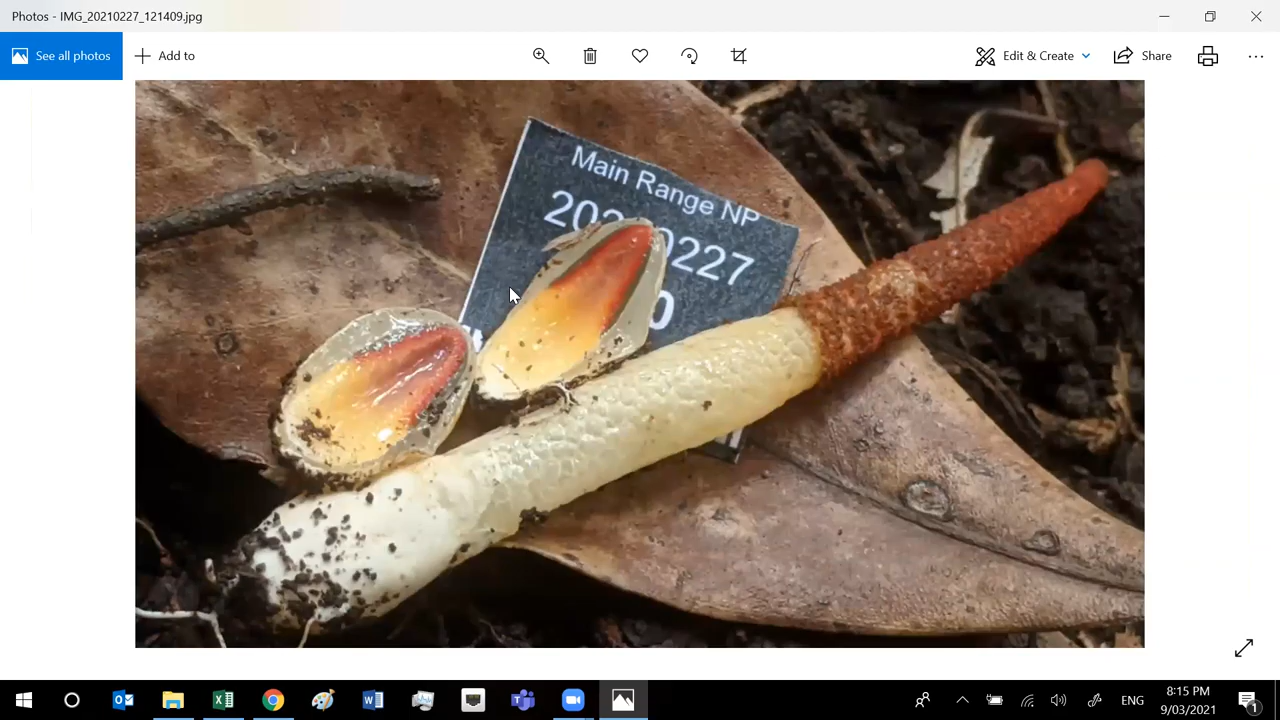 Photos - IMG_20210227_121409.jpg
See all photos
Add to
Edit & Create
Share
Main Range NP
ENG
8:15 PM
9/03/2021
1